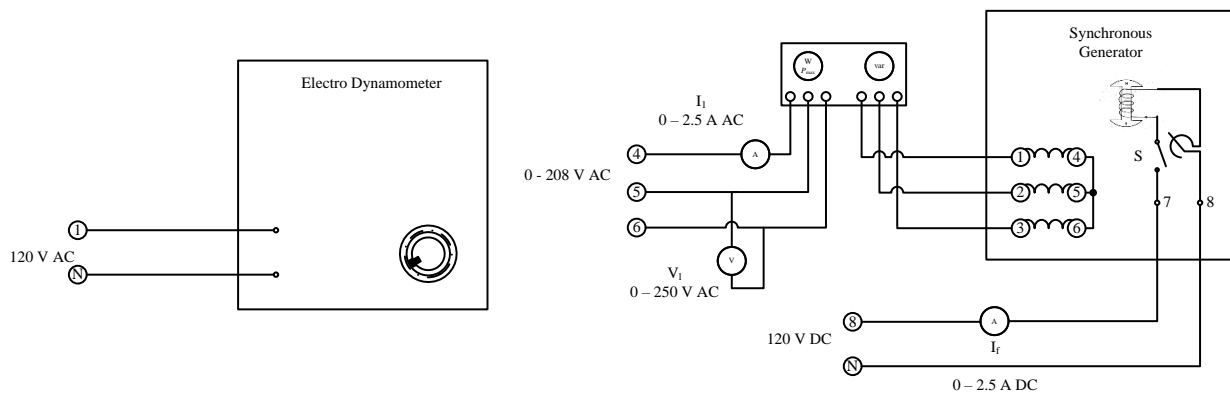 Electro Dynamometer
1
120 V AC
N
I₁
0 – 2.5 A AC
4
A
0 - 208 V AC
5
6
V
V₁
0 – 250 V AC
W
Pmax
var
Synchronous
Generator
S
1
4
2
5
3
6
7
8
8
A
120 V DC
If
N
0 – 2.5 A DC